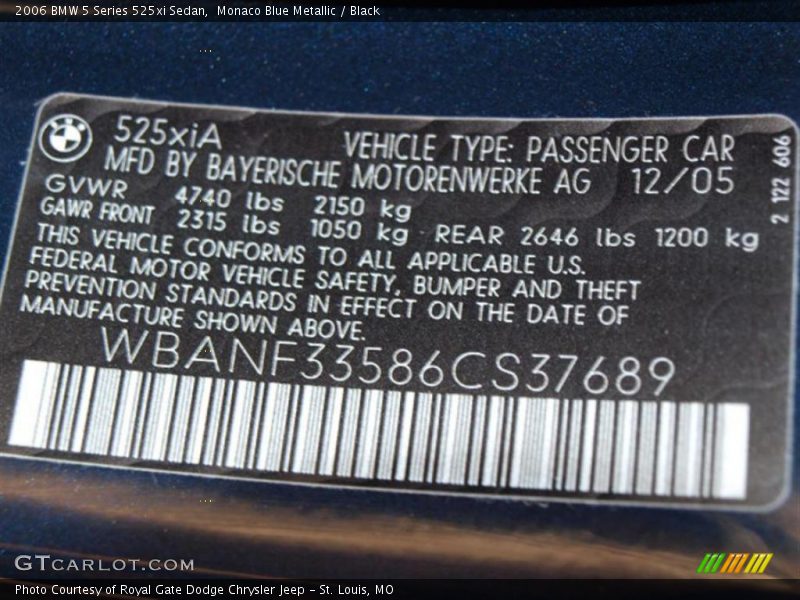 2006 BMW 5 Series 525xi Sedan,  Monaco Blue Metallic / Black
525xiA
VEHICLE TYPE: PASSENGER CAR
MFD BY BAYERISCHE MOTORENWERKE AG 12/05
GVWR 4740 lbs 2150 kg
GAWR FRONT 2315 lbs 1050 kg REAR 2646 lbs 1200 kg
THIS VEHICLE CONFORMS TO ALL APPLICABLE U.S.
FEDERAL MOTOR VEHICLE SAFETY, BUMPER AND THEFT
PREVENTION STANDARDS IN EFFECT ON THE DATE OF
MANUFACTURE SHOWN ABOVE.
WBANF33586CS37689
2 122 606
GTCARLOT.COM
Photo Courtesy of Royal Gate Dodge Chrysler Jeep - St. Louis, MO